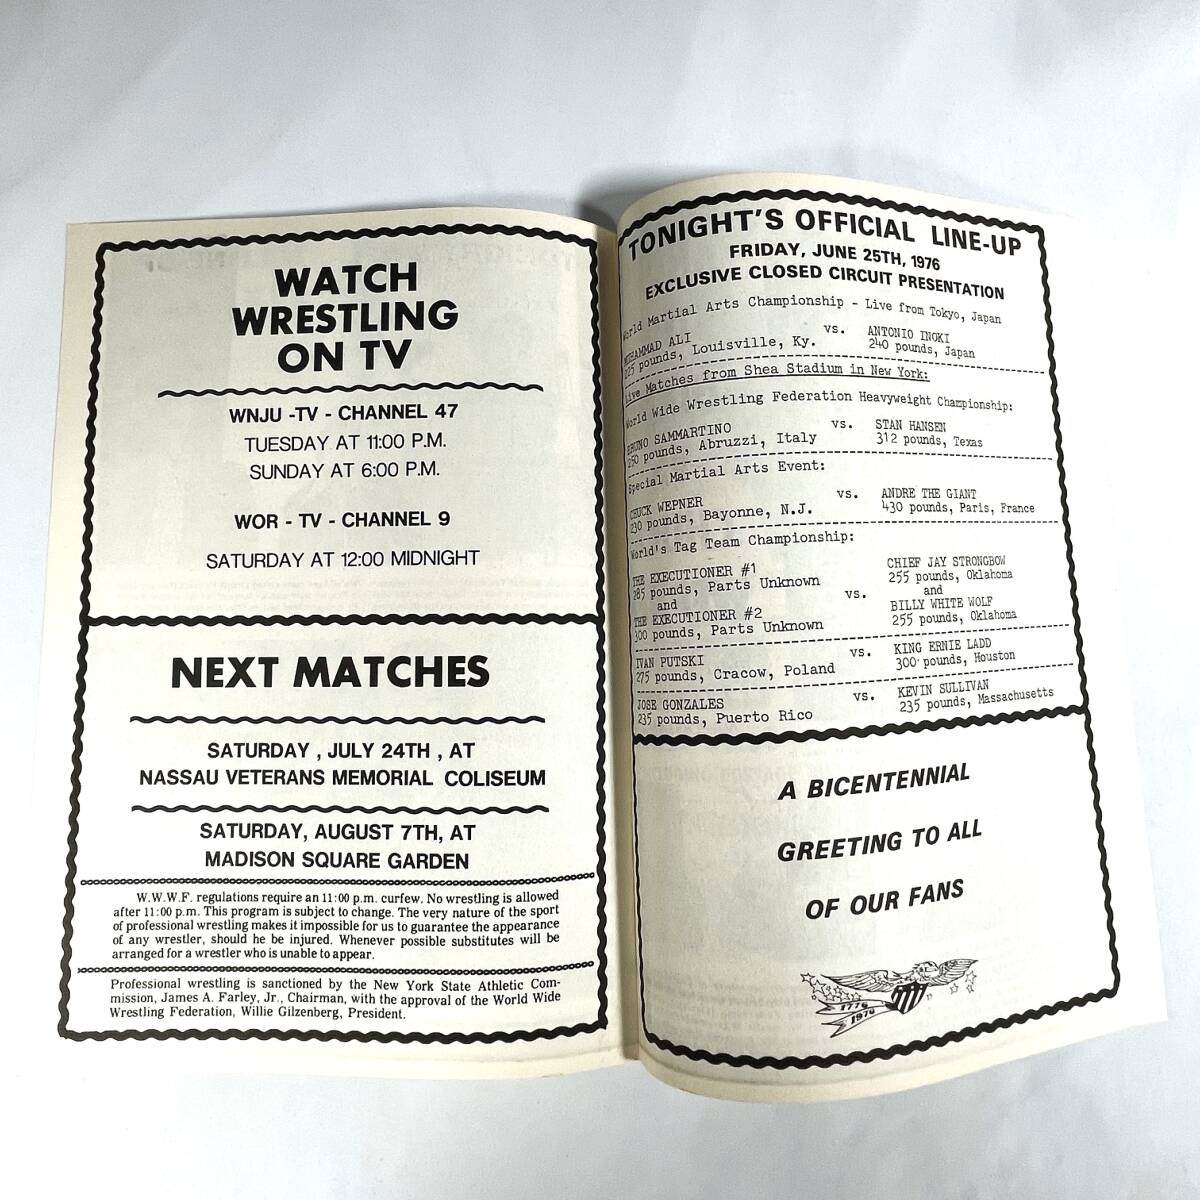 WATCH
WRESTLING
ON TV
WNJU -TV - CHANNEL 47
TUESDAY AT 11:00 P.M.
SUNDAY AT 6:00 P.M.
WOR - TV - CHANNEL 9
SATURDAY AT 12:00 MIDNIGHT
NEXT MATCHES
SATURDAY , JULY 24TH , AT
NASSAU VETERANS MEMORIAL COLISEUM
SATURDAY, AUGUST 7TH, AT
MADISON SQUARE GARDEN
W.W.W.F. regulations require an 11:00 p.m. curfew. No wrestling is allowed
after 11:00 p.m. This program is subject to change. The very nature of the sport
of professional wrestling makes it impossible for us to guarantee the appearance
of any wrestler, should he be injured. Whenever possible substitutes will be
arranged for a wrestler who is unable to appear.
Professional wrestling is sanctioned by the New York State Athletic Com-
mission, James A. Farley, Jr., Chairman, with the approval of the World Wide
Wrestling Federation, Willie Gilzenberg, President.
TONIGHT'S OFFICIAL LINE-UP
FRIDAY, JUNE 25TH, 1976
EXCLUSIVE CLOSED CIRCUIT PRESENTATION
World Martial Arts Championship - Live from Tokyo, Japan
MUHAMMAD ALI vs. ANTONIO INOKI
225 pounds, Louisville, Ky. 240 pounds, Japan
Live Matches from Shea Stadium in New York:
World Wide Wrestling Federation Heavyweight Championship:
BRUNO SAMMARTINO vs. STAN HANSEN
250 pounds, Abruzzi, Italy 312 pounds, Texas
Special Martial Arts Event:
CHUCK WEPNER vs. ANDRE THE GIANT
230 pounds, Bayonne, N.J. 430 pounds, Paris, France
World's Tag Team Championship:
THE EXECUTIONER #1 CHIEF JAY STRONGBOW
285 pounds, Parts Unknown 255 pounds, Oklahoma
and vs. and
THE EXECUTIONER #2 BILLY WHITE WOLF
300 pounds, Parts Unknown 255 pounds, Oklahoma
IVAN PUTSKI vs. KING ERNIE LADD
275 pounds, Cracow, Poland 300 pounds, Houston
JOSE GONZALES vs. KEVIN SULLIVAN
235 pounds, Puerto Rico 235 pounds, Massachusetts
A BICENTENNIAL
GREETING TO ALL
OF OUR FANS
1776
1976